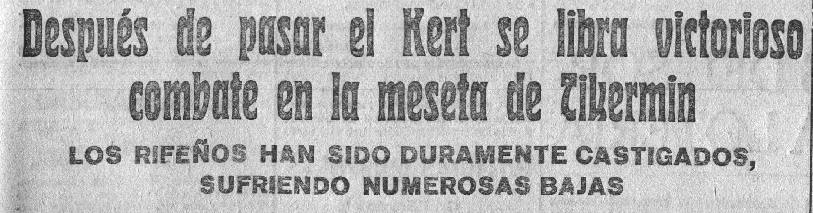 Después de pasar el Kert se libra victorioso
combate en la meseta de Tikermin
LOS RIFEÑOS HAN SIDO DURAMENTE CASTIGADOS,
SUFRIENDO NUMEROSAS BAJAS